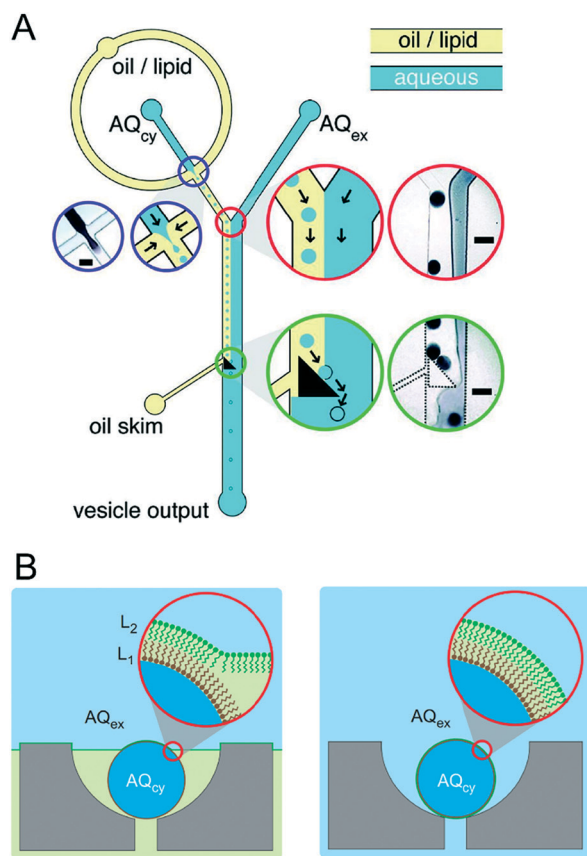 A
oil / lipid
aqueous
oil / lipid
AQcy
AQex
oil skim
vesicle output
B
L2
L1
AQex
AQcy
AQex
AQcy